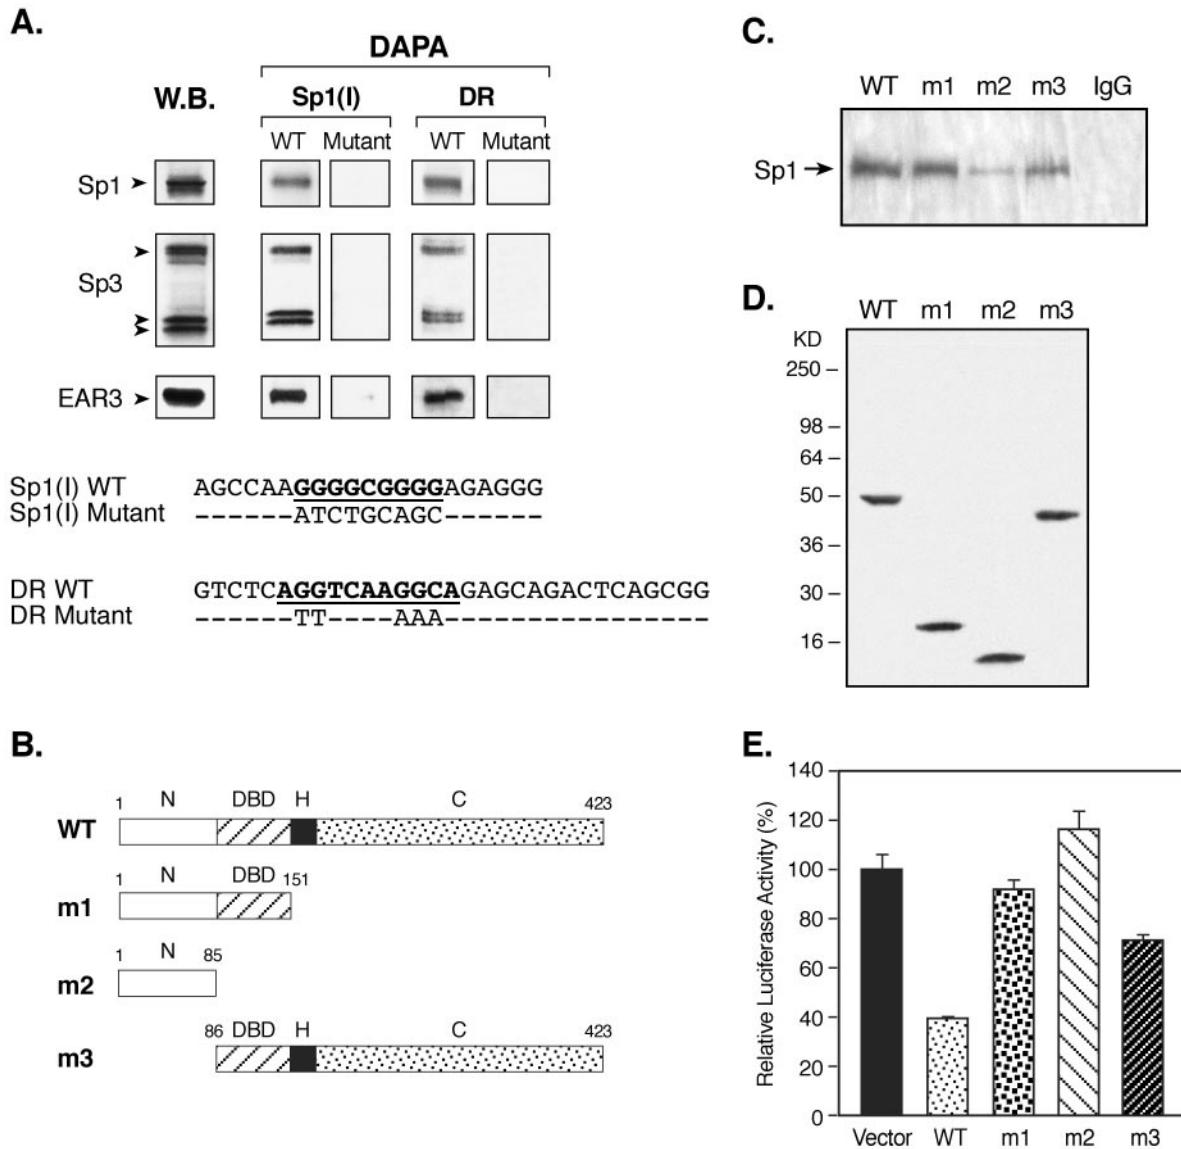 A.
DAPA
W.B.
Sp1(I) DR
WT Mutant WT Mutant
Sp1
Sp3
EAR3
Sp1(I) WT AGCCAAGGGGCGGGGAGAGGG
Sp1(I) Mutant ------ATCTGCAGC------
DR WT GTCTCAGGTCAAGGCAGAGCAGACTCAGCGG
DR Mutant ------TT----AAA----------------
B.
1 N DBD H C 423
WT
1 N DBD 151
m1
1 N 85
m2
86 DBD H C 423
m3
C.
WT m1 m2 m3 IgG
Sp1
D.
WT m1 m2 m3
KD
250
98
64
50
36
30
16
E.
Relative Luciferase Activity (%)
140
120
100
80
60
40
20
0
Vector WT m1 m2 m3